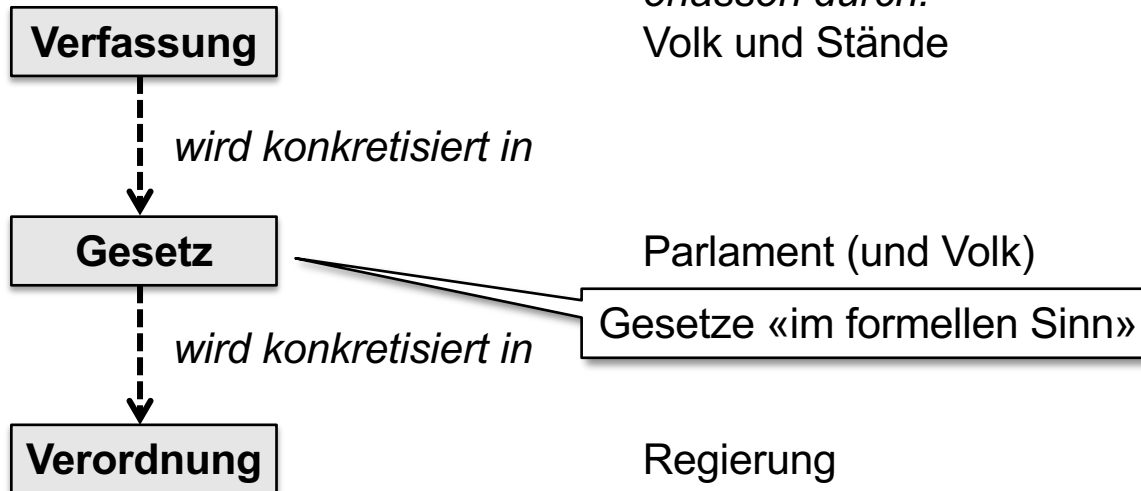 erlassen durch:
Verfassung
Volk und Stände
wird konkretisiert in
Gesetz
Parlament (und Volk)
Gesetze «im formellen Sinn»
wird konkretisiert in
Verordnung
Regierung